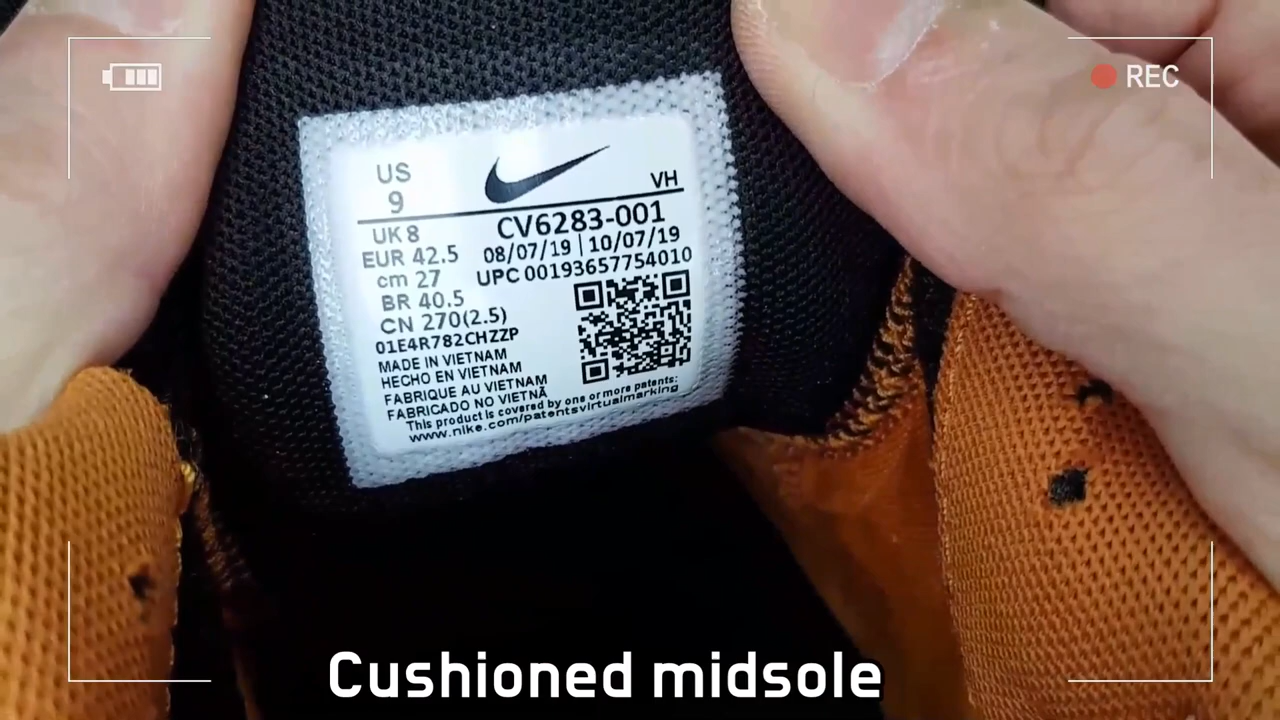 REC
US
9
VH
UK 8
CV6283-001
EUR 42.5
08/07/19 | 10/07/19
cm 27
UPC 00193657754010
BR 40.5
CN 270(2.5)
01E4R782CHZZP
MADE IN VIETNAM
HECHO EN VIETNAM
FABRIQUE AU VIETNAM
FABRICADO NO VIETNÃ
This product is covered by one or more patents:
www.nike.com/patentsvirtualmarking
Cushioned midsole